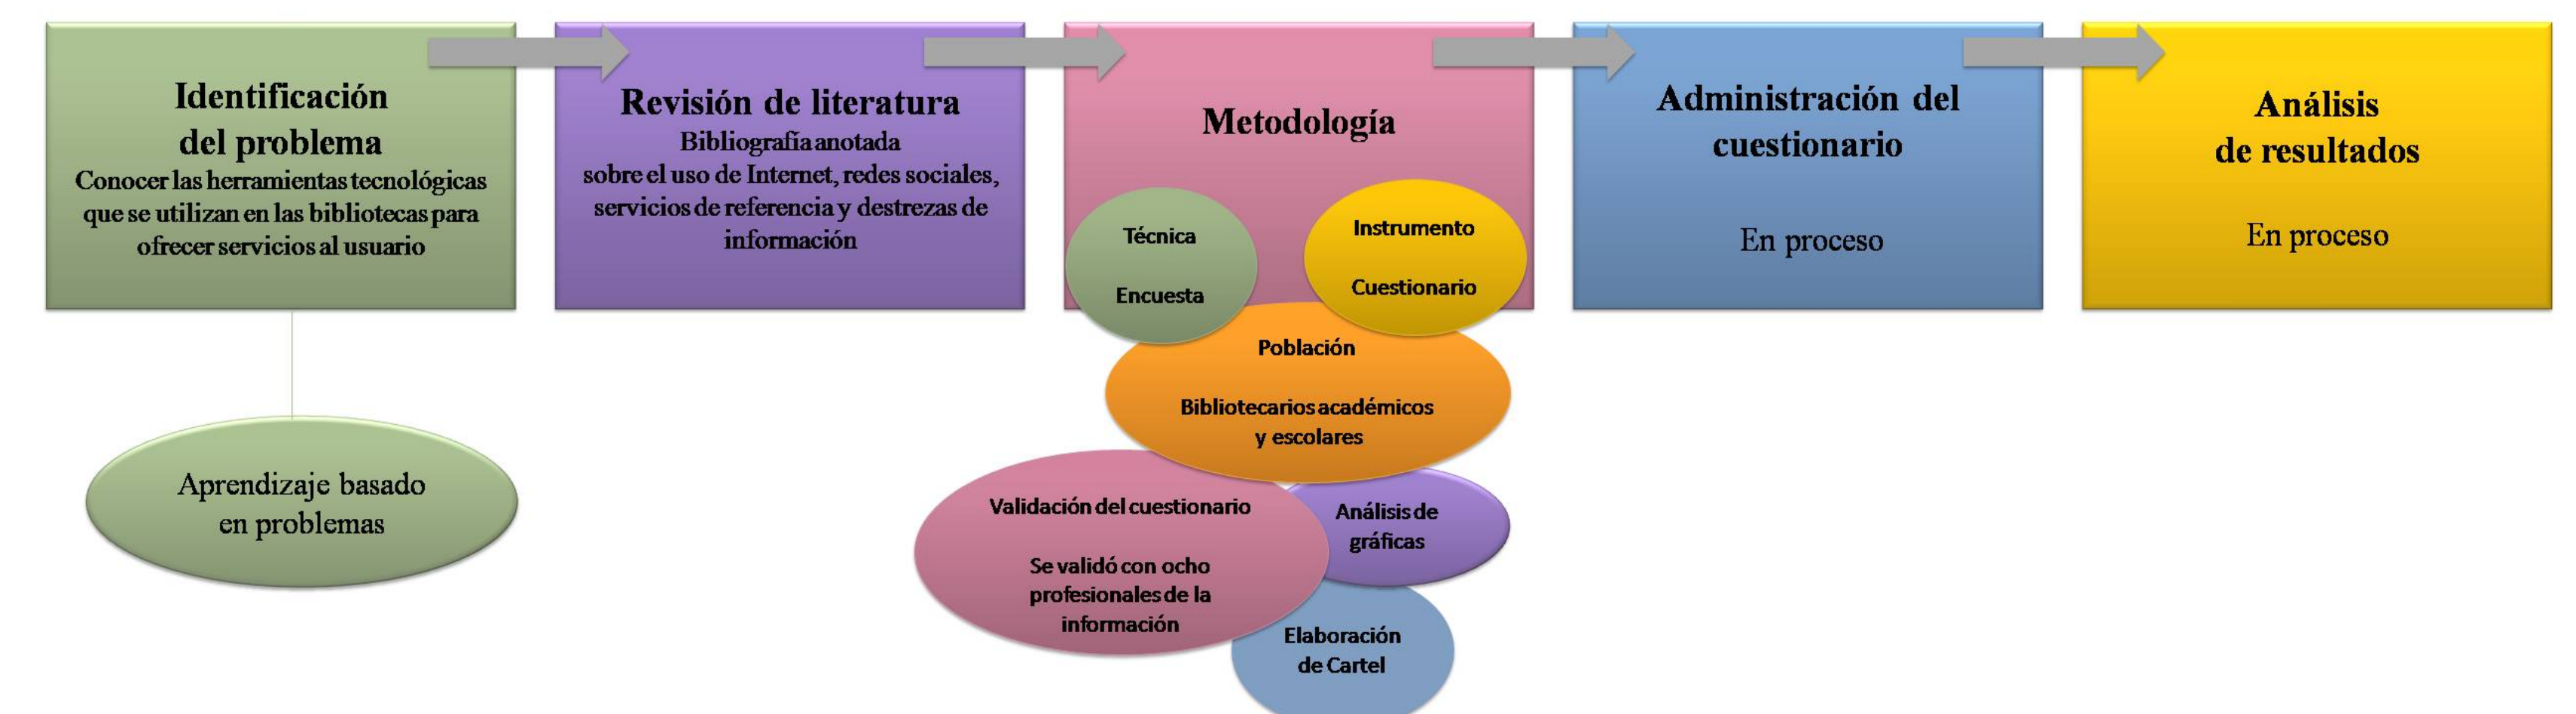 Identificación
del problema
Conocer las herramientas tecnológicas
que se utilizan en las bibliotecas para
ofrecer servicios al usuario
Aprendizaje basado
en problemas
Revisión de literatura
Bibliografía anotada
sobre el uso de Internet, redes sociales,
servicios de referencia y destrezas de
información
Metodología
Técnica
Encuesta
Instrumento
Cuestionario
Población
Bibliotecarios académicos
y escolares
Validación del cuestionario
Se validó con ocho
profesionales de la
información
Análisis de
gráficas
Elaboración
de Cartel
Administración del
cuestionario
En proceso
Análisis
de resultados
En proceso